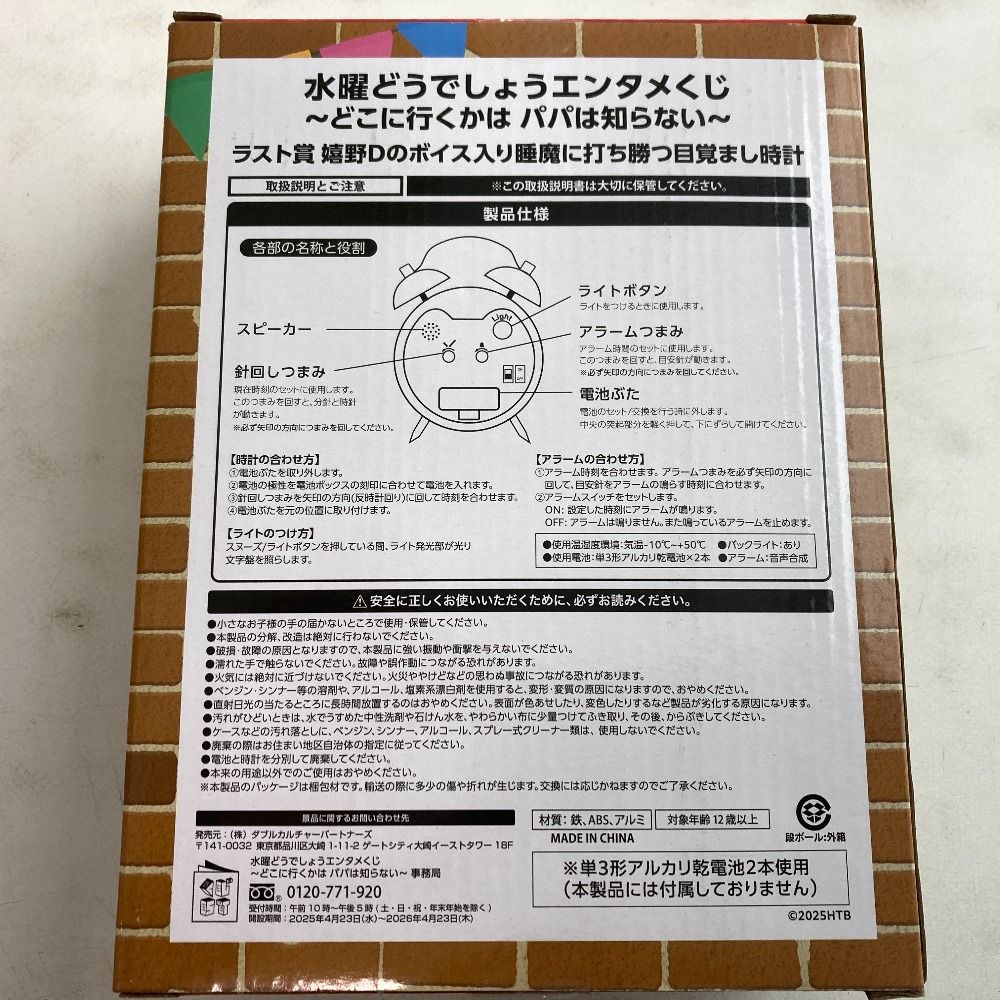 水曜どうでしょうエンタメくじ
～どこに行くかは パパは知らない～
ラスト賞 嬉野Dのボイス入り睡魔に打ち勝つ目覚まし時計
取扱説明とご注意
※この取扱説明書は大切に保管してください。
製品仕様
各部の名称と役割
スピーカー
針回しつまみ
現在時刻のセットに使用します。
このつまみを回すと、分針と時針
が動きます。
※必ず矢印の方向につまみを回してください。
Light
ON
OFF
ライトボタン
ライトをつけるときに使用します。
アラームつまみ
アラーム時間のセットに使用します。
このつまみを回すと、目安針が動きます。
※必ず矢印の方向につまみを回してください。
電池ぶた
電池のセット/交換を行う時に外します。
中央の突起部分を軽く押して、下にずらして開けてください。
【時計の合わせ方】
①電池ぶたを取り外します。
②電池の極性を電池ボックスの刻印に合わせて電池を入れます。
③針回しつまみを矢印の方向(反時計回り)に回して時刻を合わせます。
④電池ぶたを元の位置に取り付けます。
【ライトのつけ方】
スヌーズ/ライトボタンを押している間、ライト発光部が光り
文字盤を照らします。
【アラームの合わせ方】
①アラーム時刻を合わせます。アラームつまみを必ず矢印の方向に
回して、目安針をアラームの鳴らす時刻に合わせます。
②アラームスイッチをセットします。
ON: 設定した時刻にアラームが鳴ります。
OFF: アラームは鳴りません。また鳴っているアラームを止めます。
●使用温湿度環境:気温-10℃~+50℃ ●バックライト:あり
●使用電池:単3形アルカリ乾電池×2本 ●アラーム:音声合成
安全に正しくお使いいただくために、必ずお読みください。
●小さなお子様の手の届かないところで使用・保管してください。
●本製品の分解、改造は絶対に行わないでください。
●破損・故障の原因となりますので、本製品に強い振動や衝撃を与えないでください。
●濡れた手で触らないでください。故障や誤作動につながる恐れがあります。
●火気には絶対に近づけないでください。火災ややけどなどの思わぬ事故につながる恐れがあります。
●ベンジン・シンナー等の溶剤や、アルコール、塩素系漂白剤を使用すると、変形・変質の原因になりますので、おやめください。
●直射日光の当たるところに長時間放置するのはおやめください。表面が色あせしたり、変色したりするなど製品が劣化する原因になります。
●汚れがひどいときは、水でうすめた中性洗剤や石けん水を、やわらかい布に少量つけてふき取り、その後、からぶきしてください。
●ケースなどの汚れ落としに、ベンジン、シンナー、アルコール、スプレー式クリーナー類は、使用しないでください。
●廃棄の際はお住まい地区自治体の指定に従ってください。
●電池と時計を分別して廃棄してください。
●本来の用途以外でのご使用はおやめください。
※本製品のパッケージは梱包材です。輸送の際に多少の傷や折れが生じます。交換には応じかねますのでご了承ください。
景品に関するお問い合わせ先
発売元:(株)ダブルカルチャーパートナーズ
〒141-0032 東京都品川区大崎 1-11-2 ゲートシティ大崎イーストタワー 18F
水曜どうでしょうエンタメくじ
～どこに行くかは パパは知らない～ 事務局
0120-771-920
受付時間:午前10時～午後5時(土・日・祝・年末年始を除く)
開設期間:2025年4月23日(水)～2026年4月23日(木)
材質:鉄、ABS、アルミ
対象年齢12歳以上
MADE IN CHINA
段ボール:外箱
※単3形アルカリ乾電池2本使用
(本製品には付属しておりません)
©2025HTB